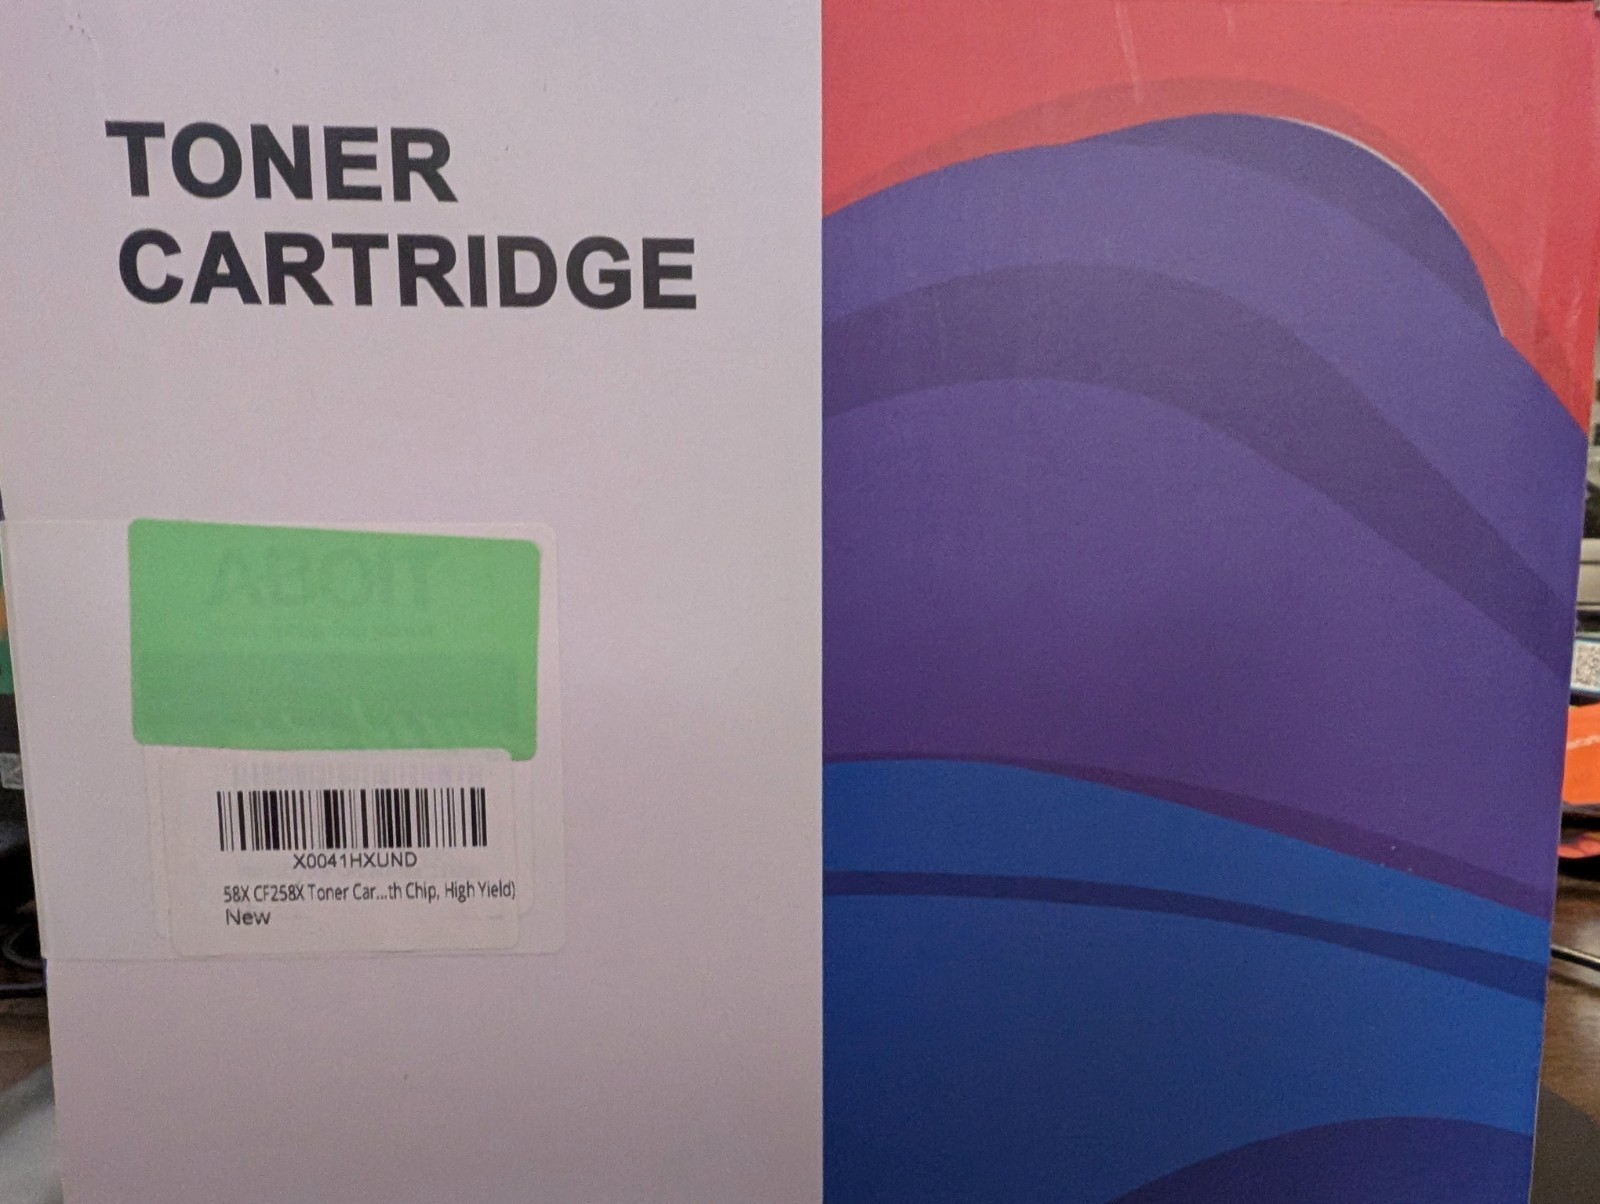 TONER
CARTRIDGE
X0041HXUND
58X CF258X Toner Car...th Chip, High Yield)
New